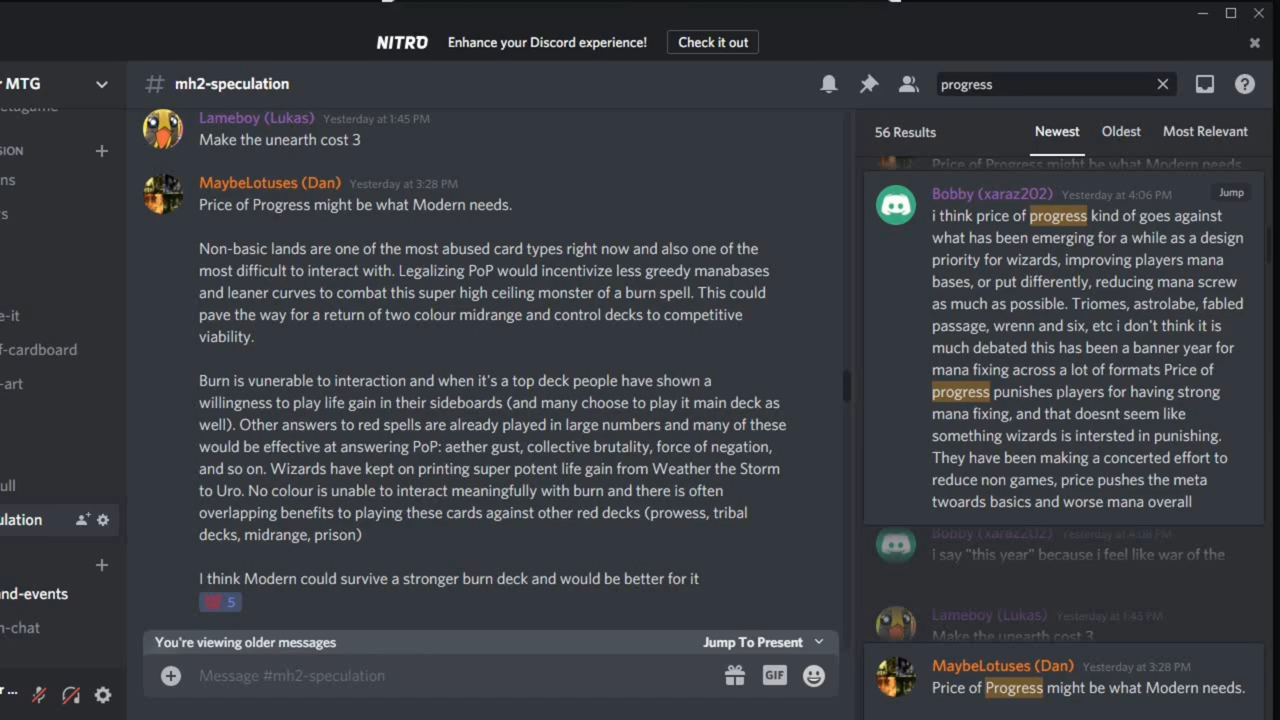 NITRO Enhance your Discord experience! Check it out
r MTG
# mh2-speculation
progress
SION
ns
s
e-it
f-cardboard
-art
ull
ulation
nd-events
n-chat
r ...
Lameboy (Lukas) Yesterday at 1:45 PM
Make the unearth cost 3
MaybeLotuses (Dan) Yesterday at 3:28 PM
Price of Progress might be what Modern needs.
Non-basic lands are one of the most abused card types right now and also one of the
most difficult to interact with. Legalizing PoP would incentivize less greedy manabases
and leaner curves to combat this super high ceiling monster of a burn spell. This could
pave the way for a return of two colour midrange and control decks to competitive
viability.
Burn is vunerable to interaction and when it's a top deck people have shown a
willingness to play life gain in their sideboards (and many choose to play it main deck as
well). Other answers to red spells are already played in large numbers and many of these
would be effective at answering PoP: aether gust, collective brutality, force of negation,
and so on. Wizards have kept on printing super potent life gain from Weather the Storm
to Uro. No colour is unable to interact meaningfully with burn and there is often
overlapping benefits to playing these cards against other red decks (prowess, tribal
decks, midrange, prison)
I think Modern could survive a stronger burn deck and would be better for it
5
You're viewing older messages Jump To Present
Message #mh2-speculation
GIF
56 Results Newest Oldest Most Relevant
Price of Progress might be what Modern needs.
Bobby (xaraz202) Yesterday at 4:06 PM Jump
i think price of progress kind of goes against
what has been emerging for a while as a design
priority for wizards, improving players mana
bases, or put differently, reducing mana screw
as much as possible. Triomes, astrolabe, fabled
passage, wrenn and six, etc i don't think it is
much debated this has been a banner year for
mana fixing across a lot of formats Price of
progress punishes players for having strong
mana fixing, and that doesnt seem like
something wizards is intersted in punishing.
They have been making a concerted effort to
reduce non games, price pushes the meta
twoards basics and worse mana overall
Bobby (xaraz202) Yesterday at 4:08 PM
i say "this year" because i feel like war of the
Lameboy (Lukas) Yesterday at 1:45 PM
Make the unearth cost 3
MaybeLotuses (Dan) Yesterday at 3:28 PM
Price of Progress might be what Modern needs.